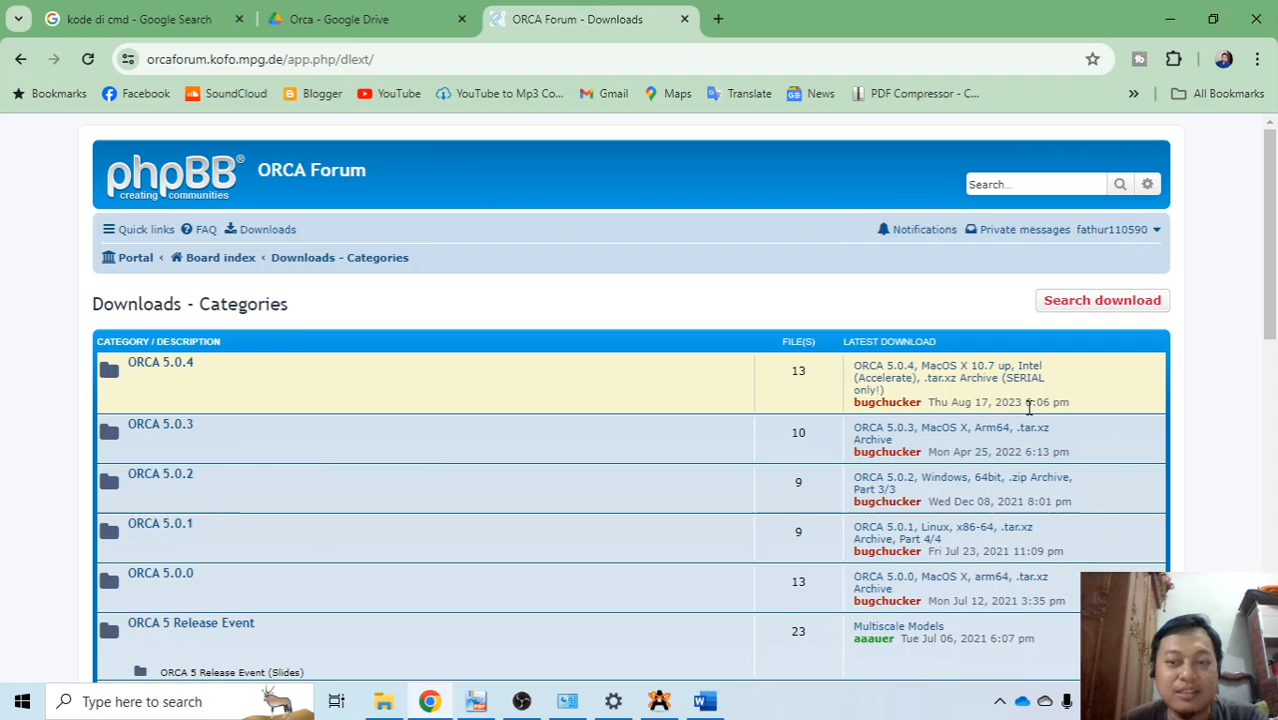 kode di cmd - Google Search
Orca - Google Drive
ORCA Forum - Downloads
orcaforum.kofo.mpg.de/app.php/dlext/
Bookmarks
Facebook
SoundCloud
Blogger
YouTube
YouTube to Mp3 Co...
Gmail
Maps
Translate
News
PDF Compressor - C...
»
All Bookmarks
phpBB®
creating communities
ORCA Forum
Search...
Quick links
FAQ
Downloads
Notifications
Private messages
fathur110590
Portal ‹ Board index ‹ Downloads - Categories
Downloads - Categories
Search download
CATEGORY / DESCRIPTION
FILE(S)
LATEST DOWNLOAD
ORCA 5.0.4
13
ORCA 5.0.4, MacOS X 10.7 up, Intel
(Accelerate), .tar.xz Archive (SERIAL
only!)
bugchucker Thu Aug 17, 2023 6:06 pm
ORCA 5.0.3
10
ORCA 5.0.3, MacOS X, Arm64, .tar.xz
Archive
bugchucker Mon Apr 25, 2022 6:13 pm
ORCA 5.0.2
9
ORCA 5.0.2, Windows, 64bit, .zip Archive,
Part 3/3
bugchucker Wed Dec 08, 2021 8:01 pm
ORCA 5.0.1
9
ORCA 5.0.1, Linux, x86-64, .tar.xz
Archive, Part 4/4
bugchucker Fri Jul 23, 2021 11:09 pm
ORCA 5.0.0
13
ORCA 5.0.0, MacOS X, arm64, .tar.xz
Archive
bugchucker Mon Jul 12, 2021 3:35 pm
ORCA 5 Release Event
23
Multiscale Models
aaauer Tue Jul 06, 2021 6:07 pm
ORCA 5 Release Event (Slides)
Type here to search